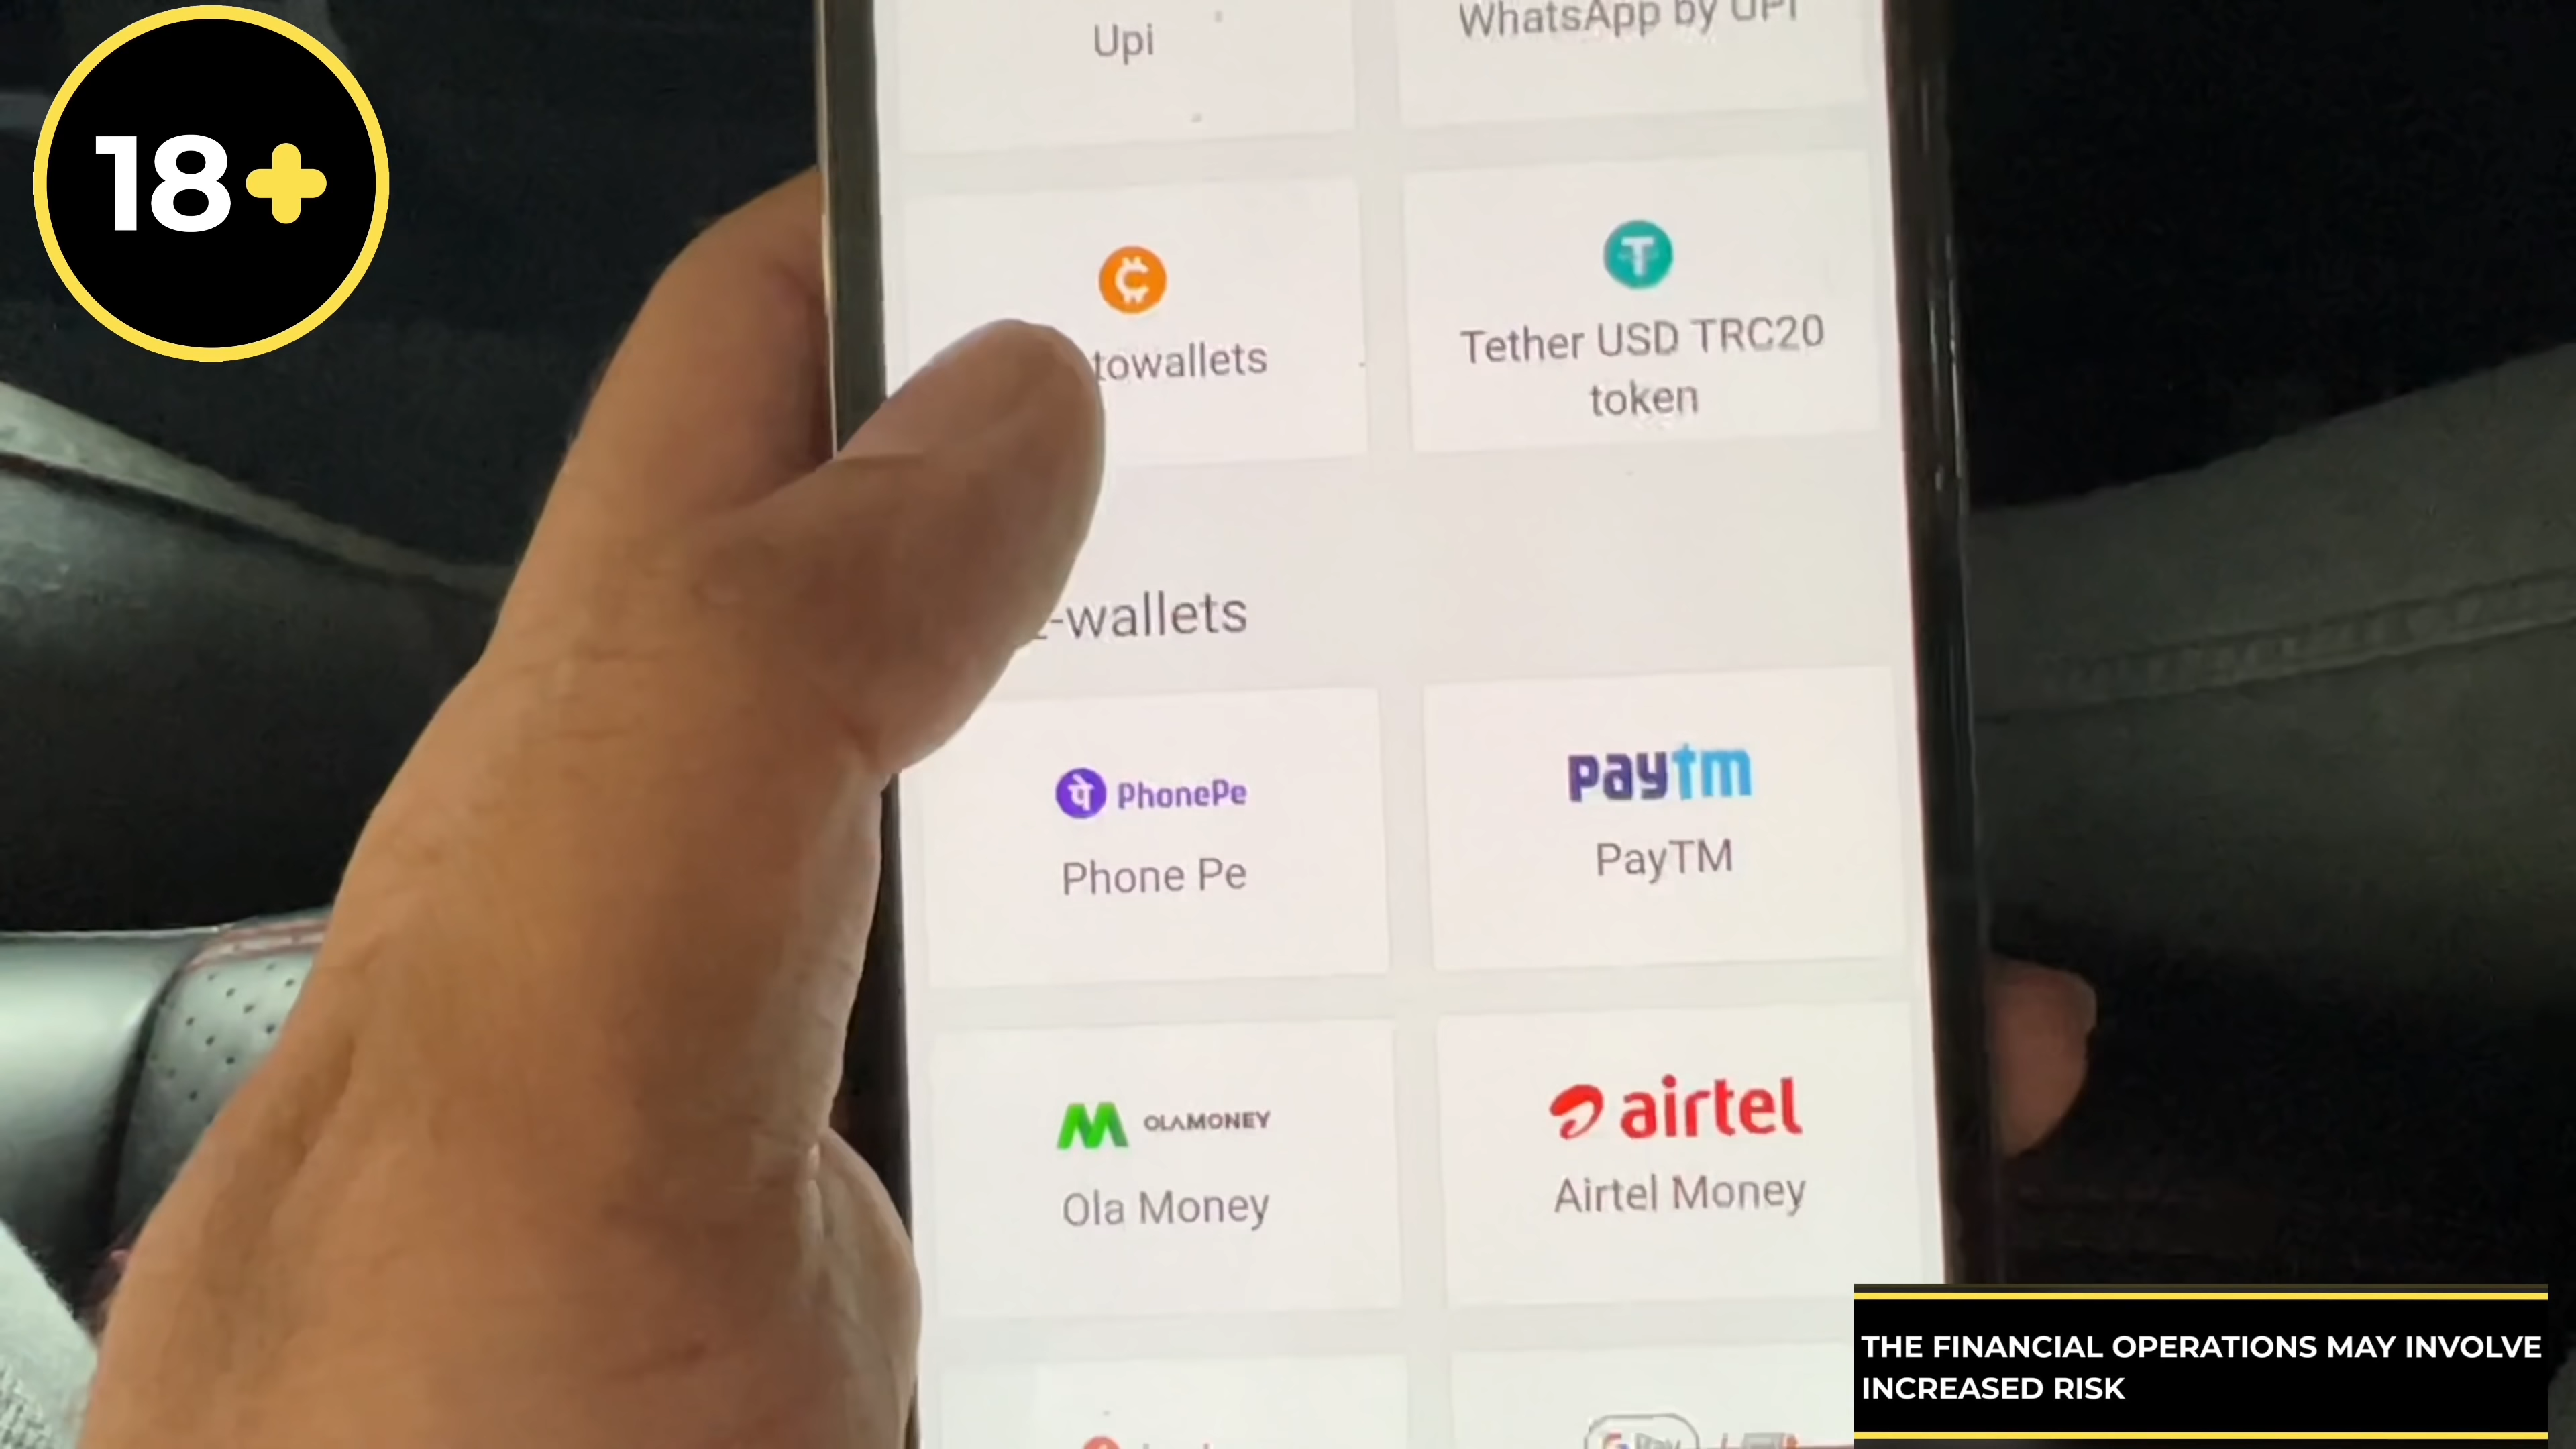 18+
Upi
WhatsApp by UPI
towallets
Tether USD TRC20
token
-wallets
PhonePe
Phone Pe
paytm
PayTM
OLAMONEY
Ola Money
airtel
Airtel Money
Pay
THE FINANCIAL OPERATIONS MAY INVOLVE
INCREASED RISK